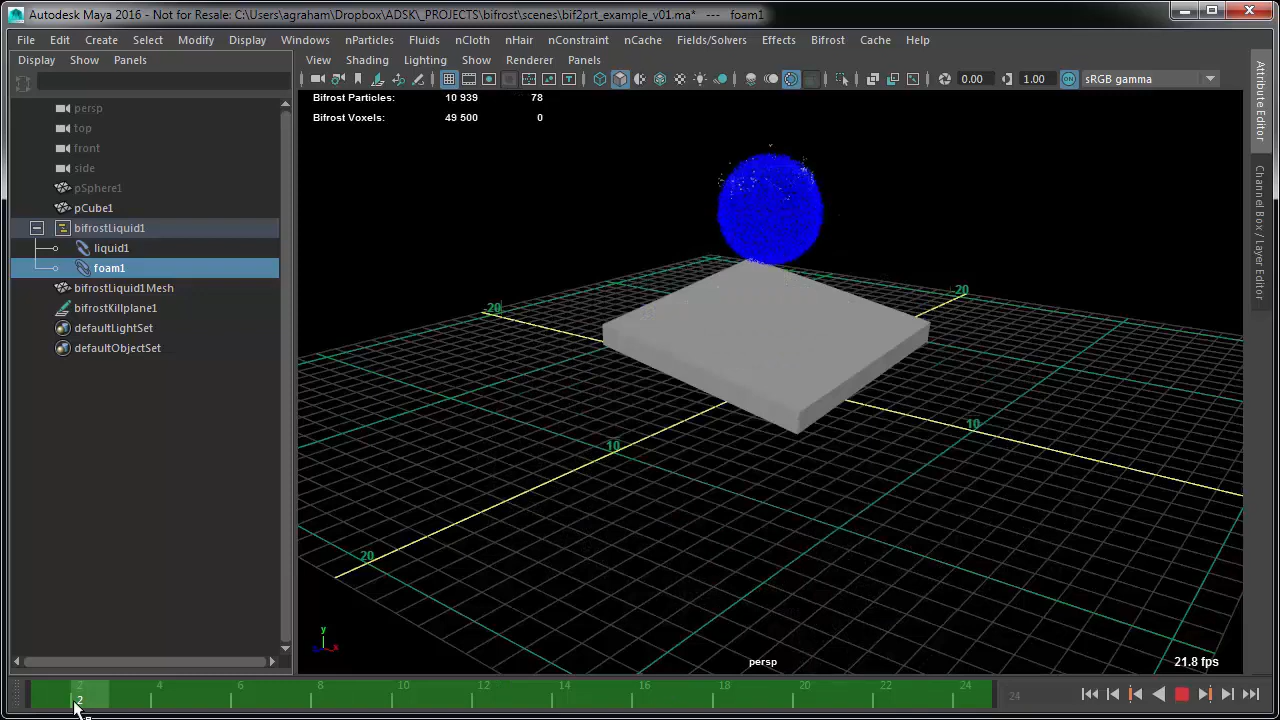 Autodesk Maya 2016 - Not for Resale: C:\Users\agraham\Dropbox\ADSK\_PROJECTS\bifrost\scenes\bif2prt_example_v01.ma* --- foam1
File Edit Create Select Modify Display Windows nParticles Fluids nCloth nHair nConstraint nCache Fields/Solvers Effects Bifrost Cache Help
Display Show Panels
View Shading Lighting Show Renderer Panels
0.00 1.00 ON sRGB gamma
Bifrost Particles: 10 939 78
Bifrost Voxels: 49 500 0
persp
top
front
side
pSphere1
pCube1
bifrostLiquid1
liquid1
foam1
bifrostLiquid1Mesh
bifrostKillplane1
defaultLightSet
defaultObjectSet
20
20
10
10
20
y
x
persp
21.8 fps
2 4 6 8 10 12 14 16 18 20 22 24
2
24
Attribute Editor
Channel Box / Layer Editor